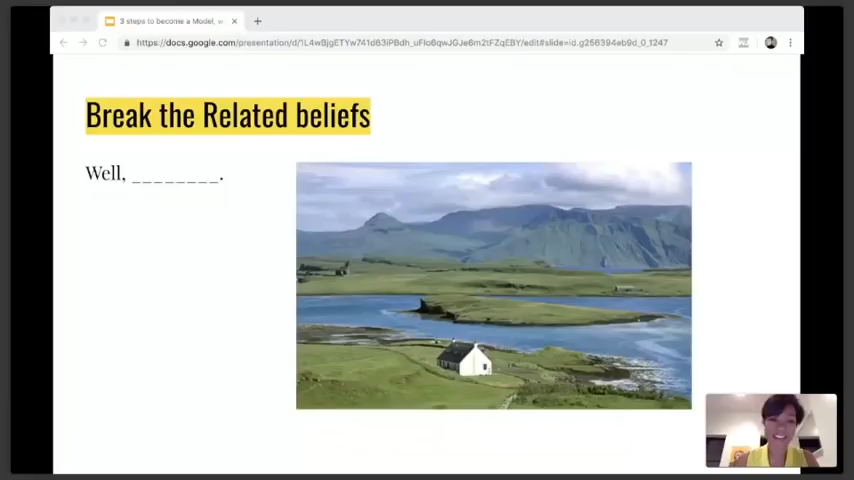 3 steps to become a Model, w
https://docs.google.com/presentation/d/1L4wBjgETYw741d63iPBdh_uFIo6qwJGJe6m2tFZqEBY/edit#slide=id.g256394eb9d_0_1247
Break the Related beliefs
Well, ________.